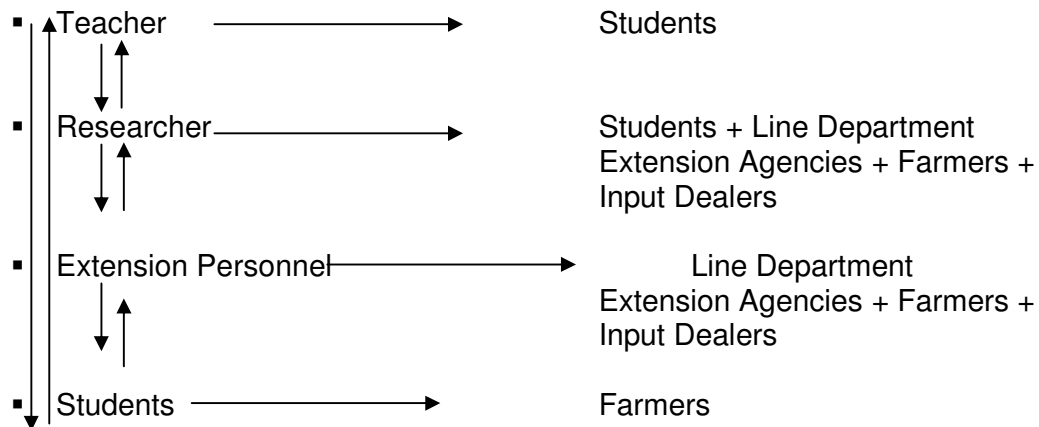 ▪ Teacher Students
▪ Researcher Students + Line Department
Extension Agencies + Farmers +
Input Dealers
▪ Extension Personnel Line Department
Extension Agencies + Farmers +
Input Dealers
▪ Students Farmers